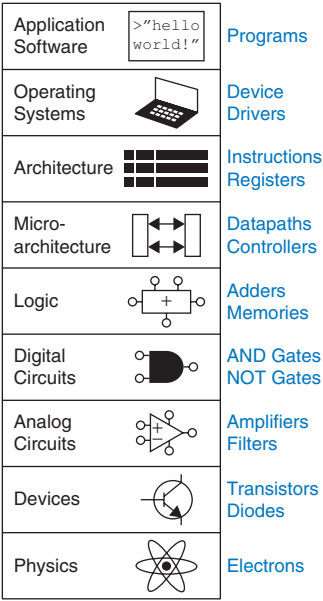 Application
Software
>"hello
world!"
Programs
Operating
Systems
Device
Drivers
Architecture
Instructions
Registers
Micro-
architecture
Datapaths
Controllers
Logic
+
Adders
Memories
Digital
Circuits
AND Gates
NOT Gates
Analog
Circuits
+
−
Amplifiers
Filters
Devices
Transistors
Diodes
Physics
Electrons